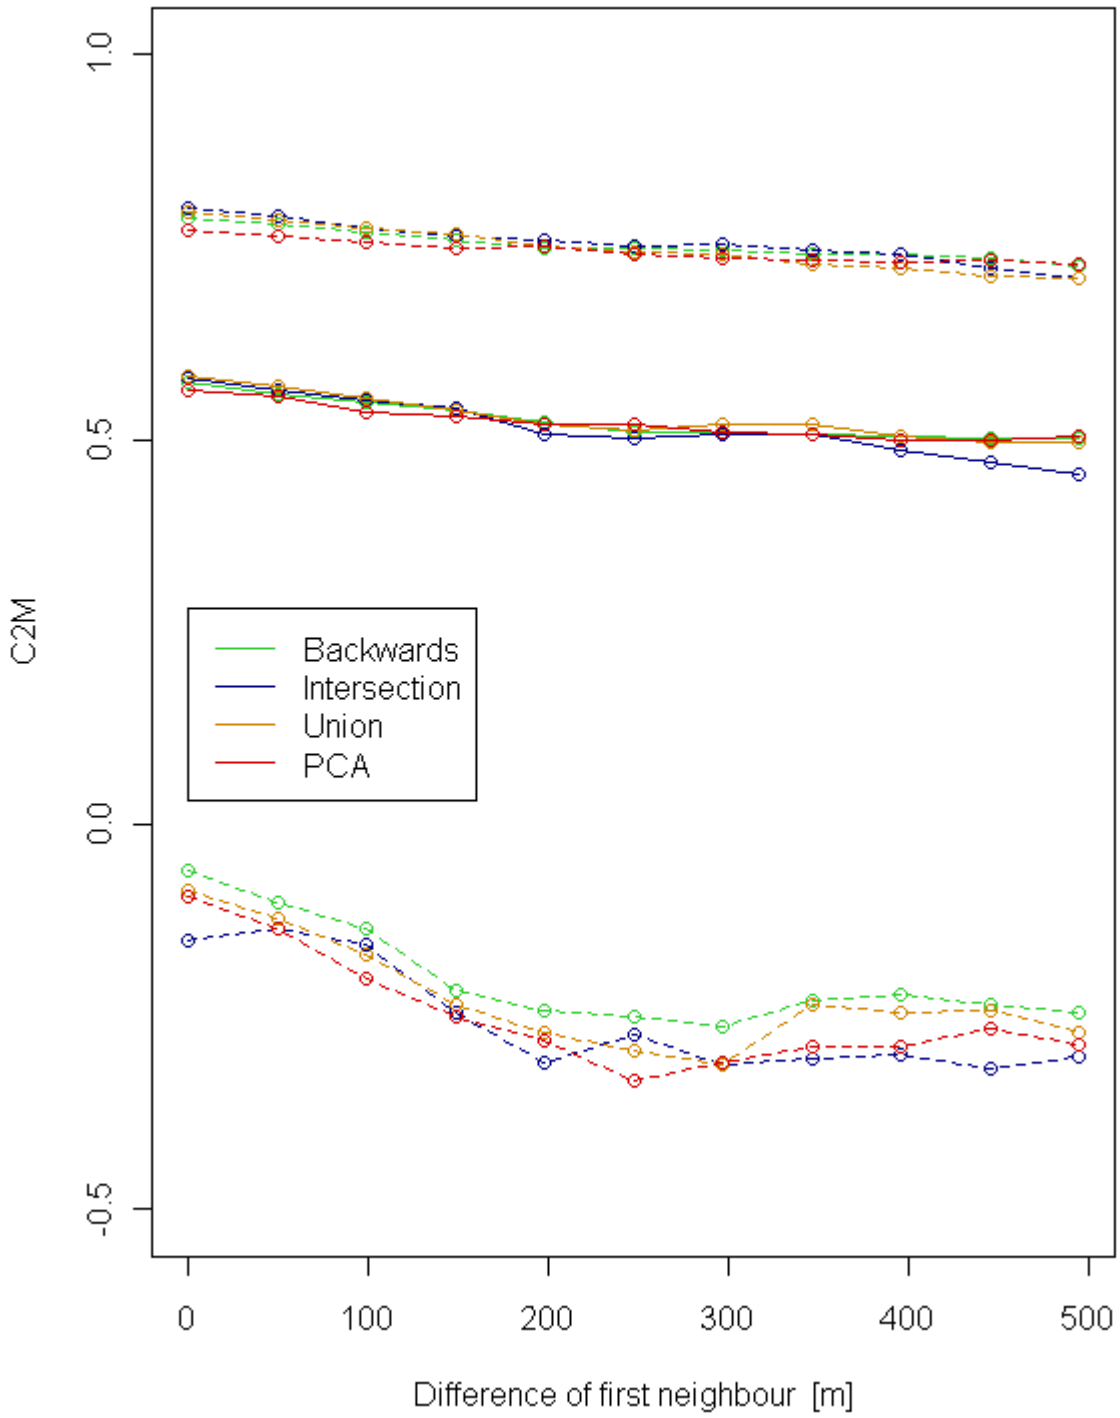 1.0
0.5
0.0
-0.5
C2M
Backwards
Intersection
Union
PCA
0 100 200 300 400 500
Difference of first neighbour [m]